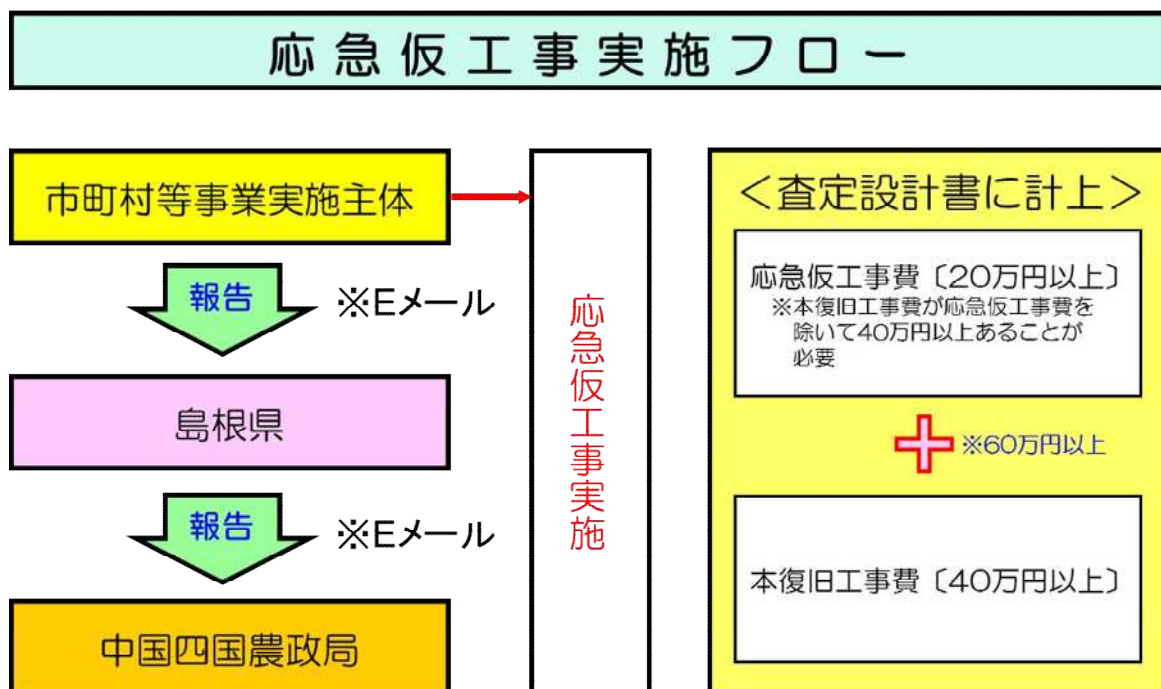 応急仮工事実施フロー
市町村等事業実施主体
報告
※Eメール
島根県
報告
※Eメール
中国四国農政局
応急仮工事実施
＜査定設計書に計上＞
応急仮工事費〔20万円以上〕
※本復旧工事費が応急仮工事費を
除いて40万円以上あることが
必要
※60万円以上
本復旧工事費〔40万円以上〕